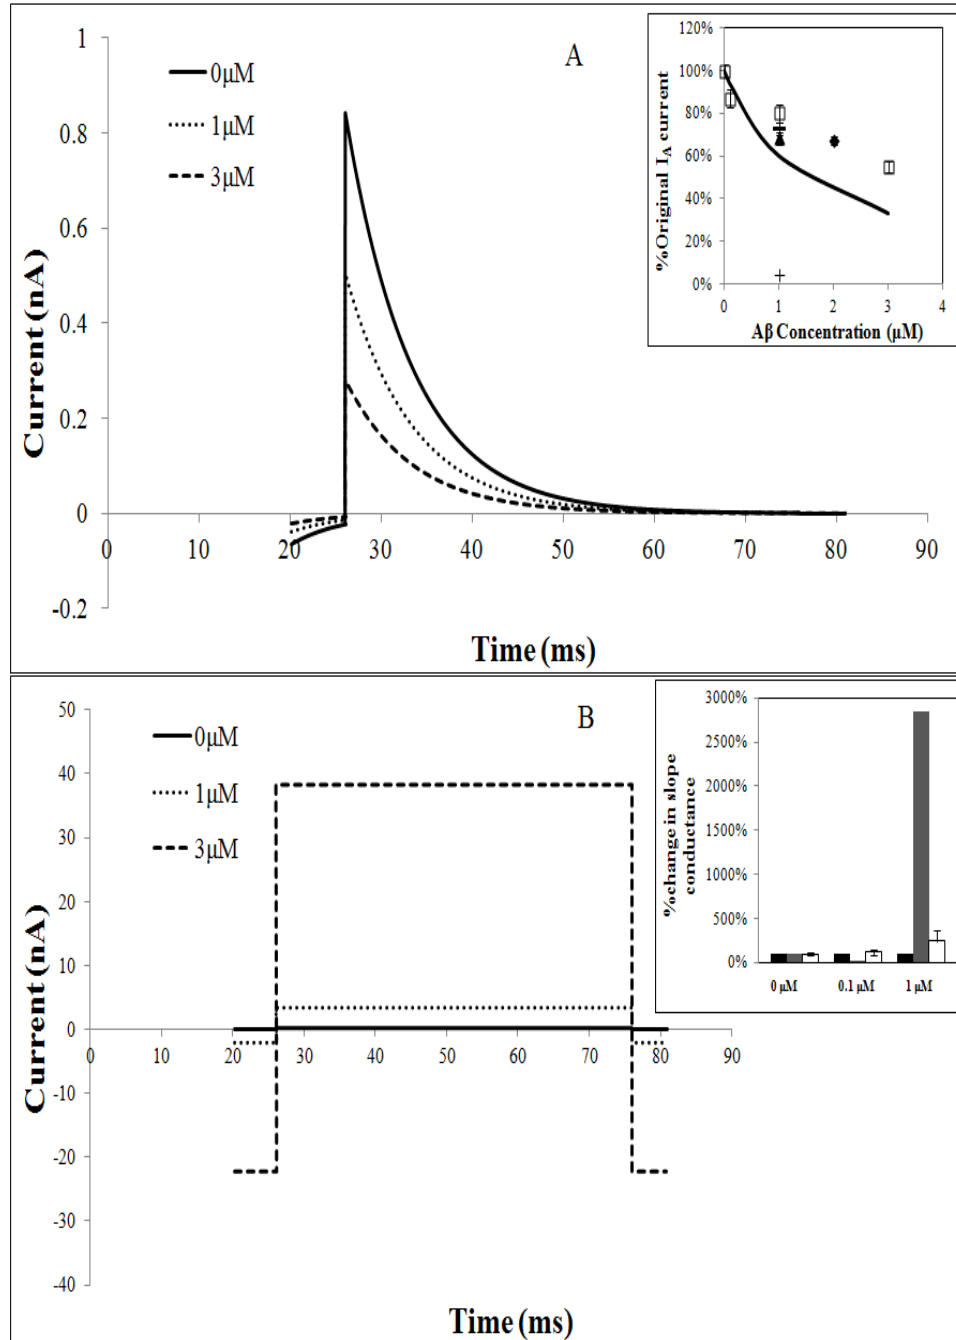 A
0μM
1μM
3μM
1
0.8
0.6
0.4
0.2
0
-0.2
0 10 20 30 40 50 60 70 80 90
Current (nA)
Time (ms)
120%
100%
80%
60%
40%
20%
0%
0 1 2 3 4
%Original IA current
Aβ Concentration (μM)
B
0μM
1μM
3μM
50
40
30
20
10
0
-10
-20
-30
-40
0 10 20 30 40 50 60 70 80 90
Current (nA)
Time (ms)
3000%
2500%
2000%
1500%
1000%
500%
0%
0 μM 0.1 μM 1 μM
%change in slope
conductance